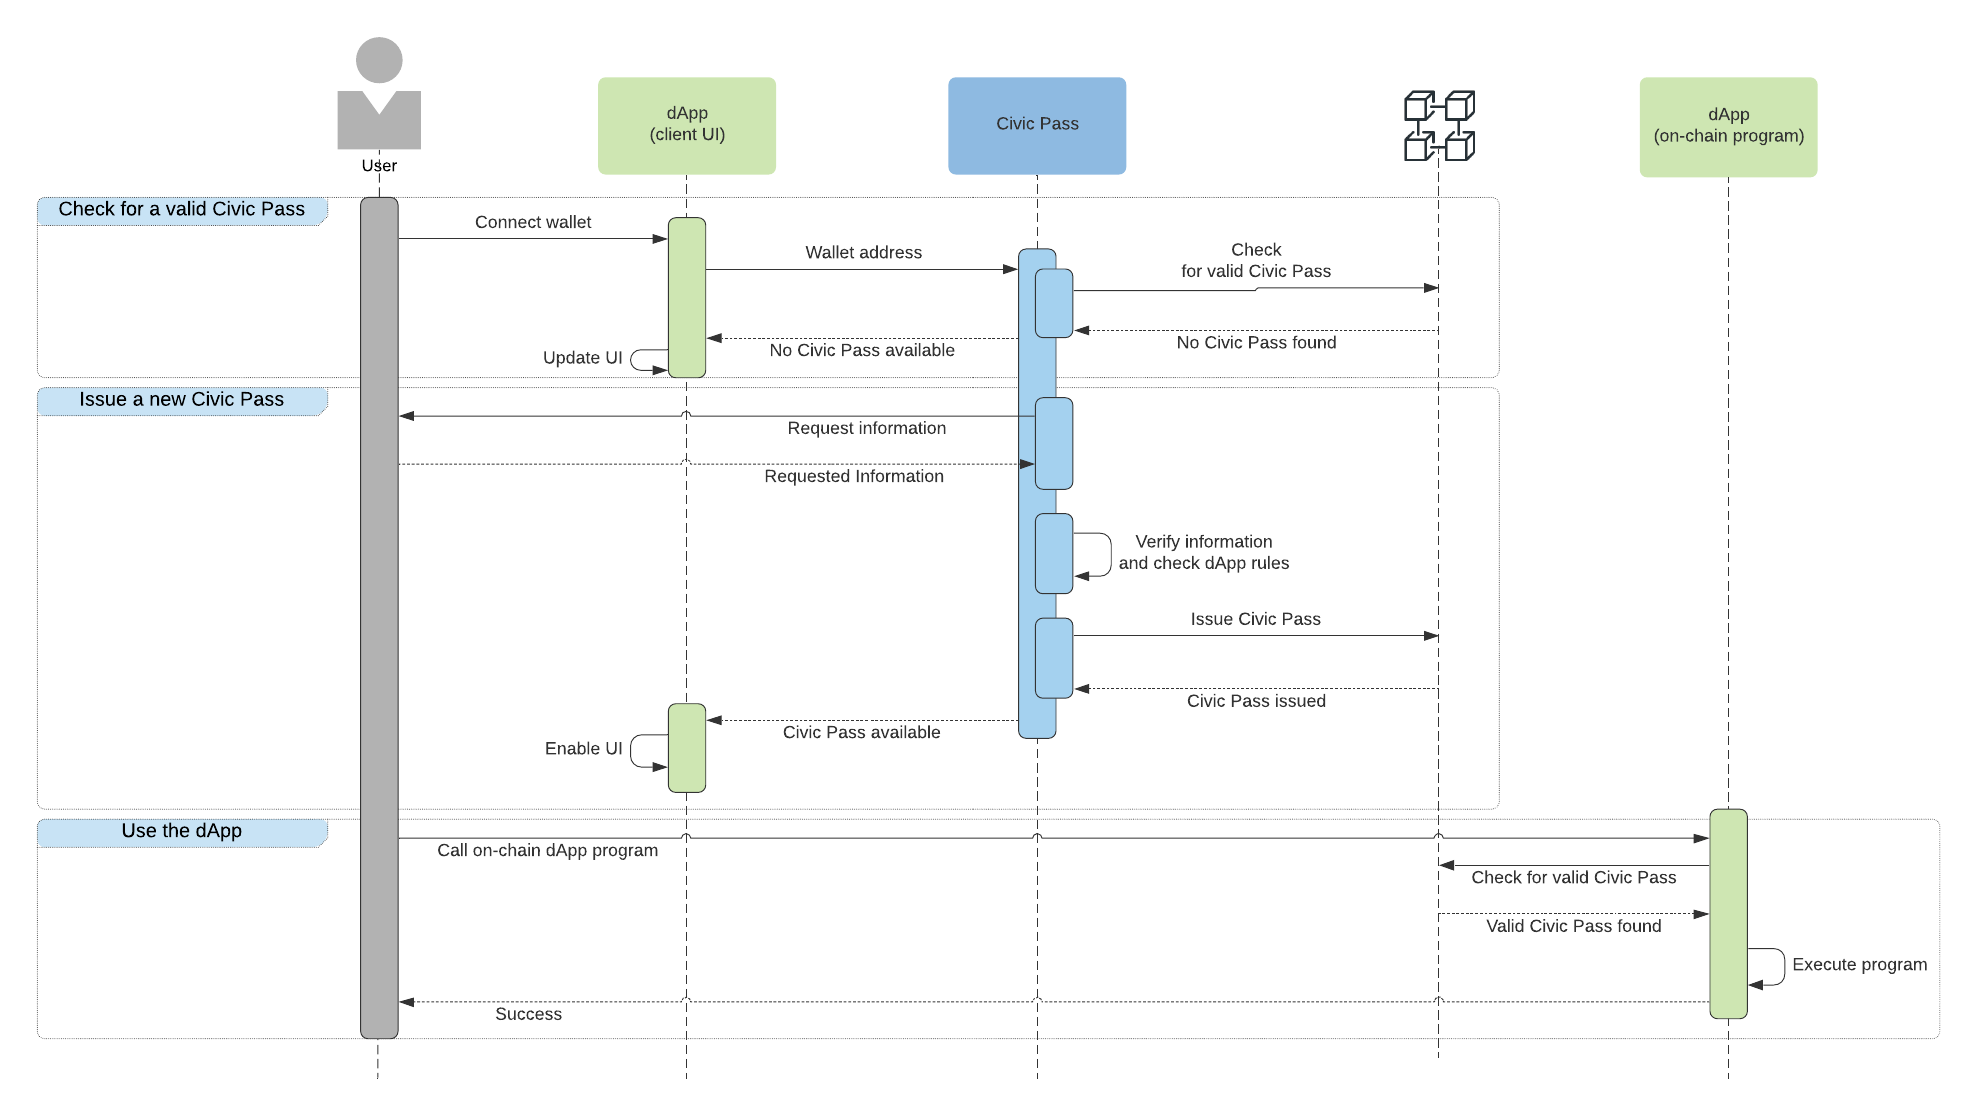 User
dApp
(client UI)
Civic Pass
dApp
(on-chain program)
Check for a valid Civic Pass
Connect wallet
Wallet address
Check
for valid Civic Pass
No Civic Pass found
No Civic Pass available
Update UI
Issue a new Civic Pass
Request information
Requested Information
Verify information
and check dApp rules
Issue Civic Pass
Civic Pass issued
Civic Pass available
Enable UI
Use the dApp
Call on-chain dApp program
Check for valid Civic Pass
Valid Civic Pass found
Execute program
Success